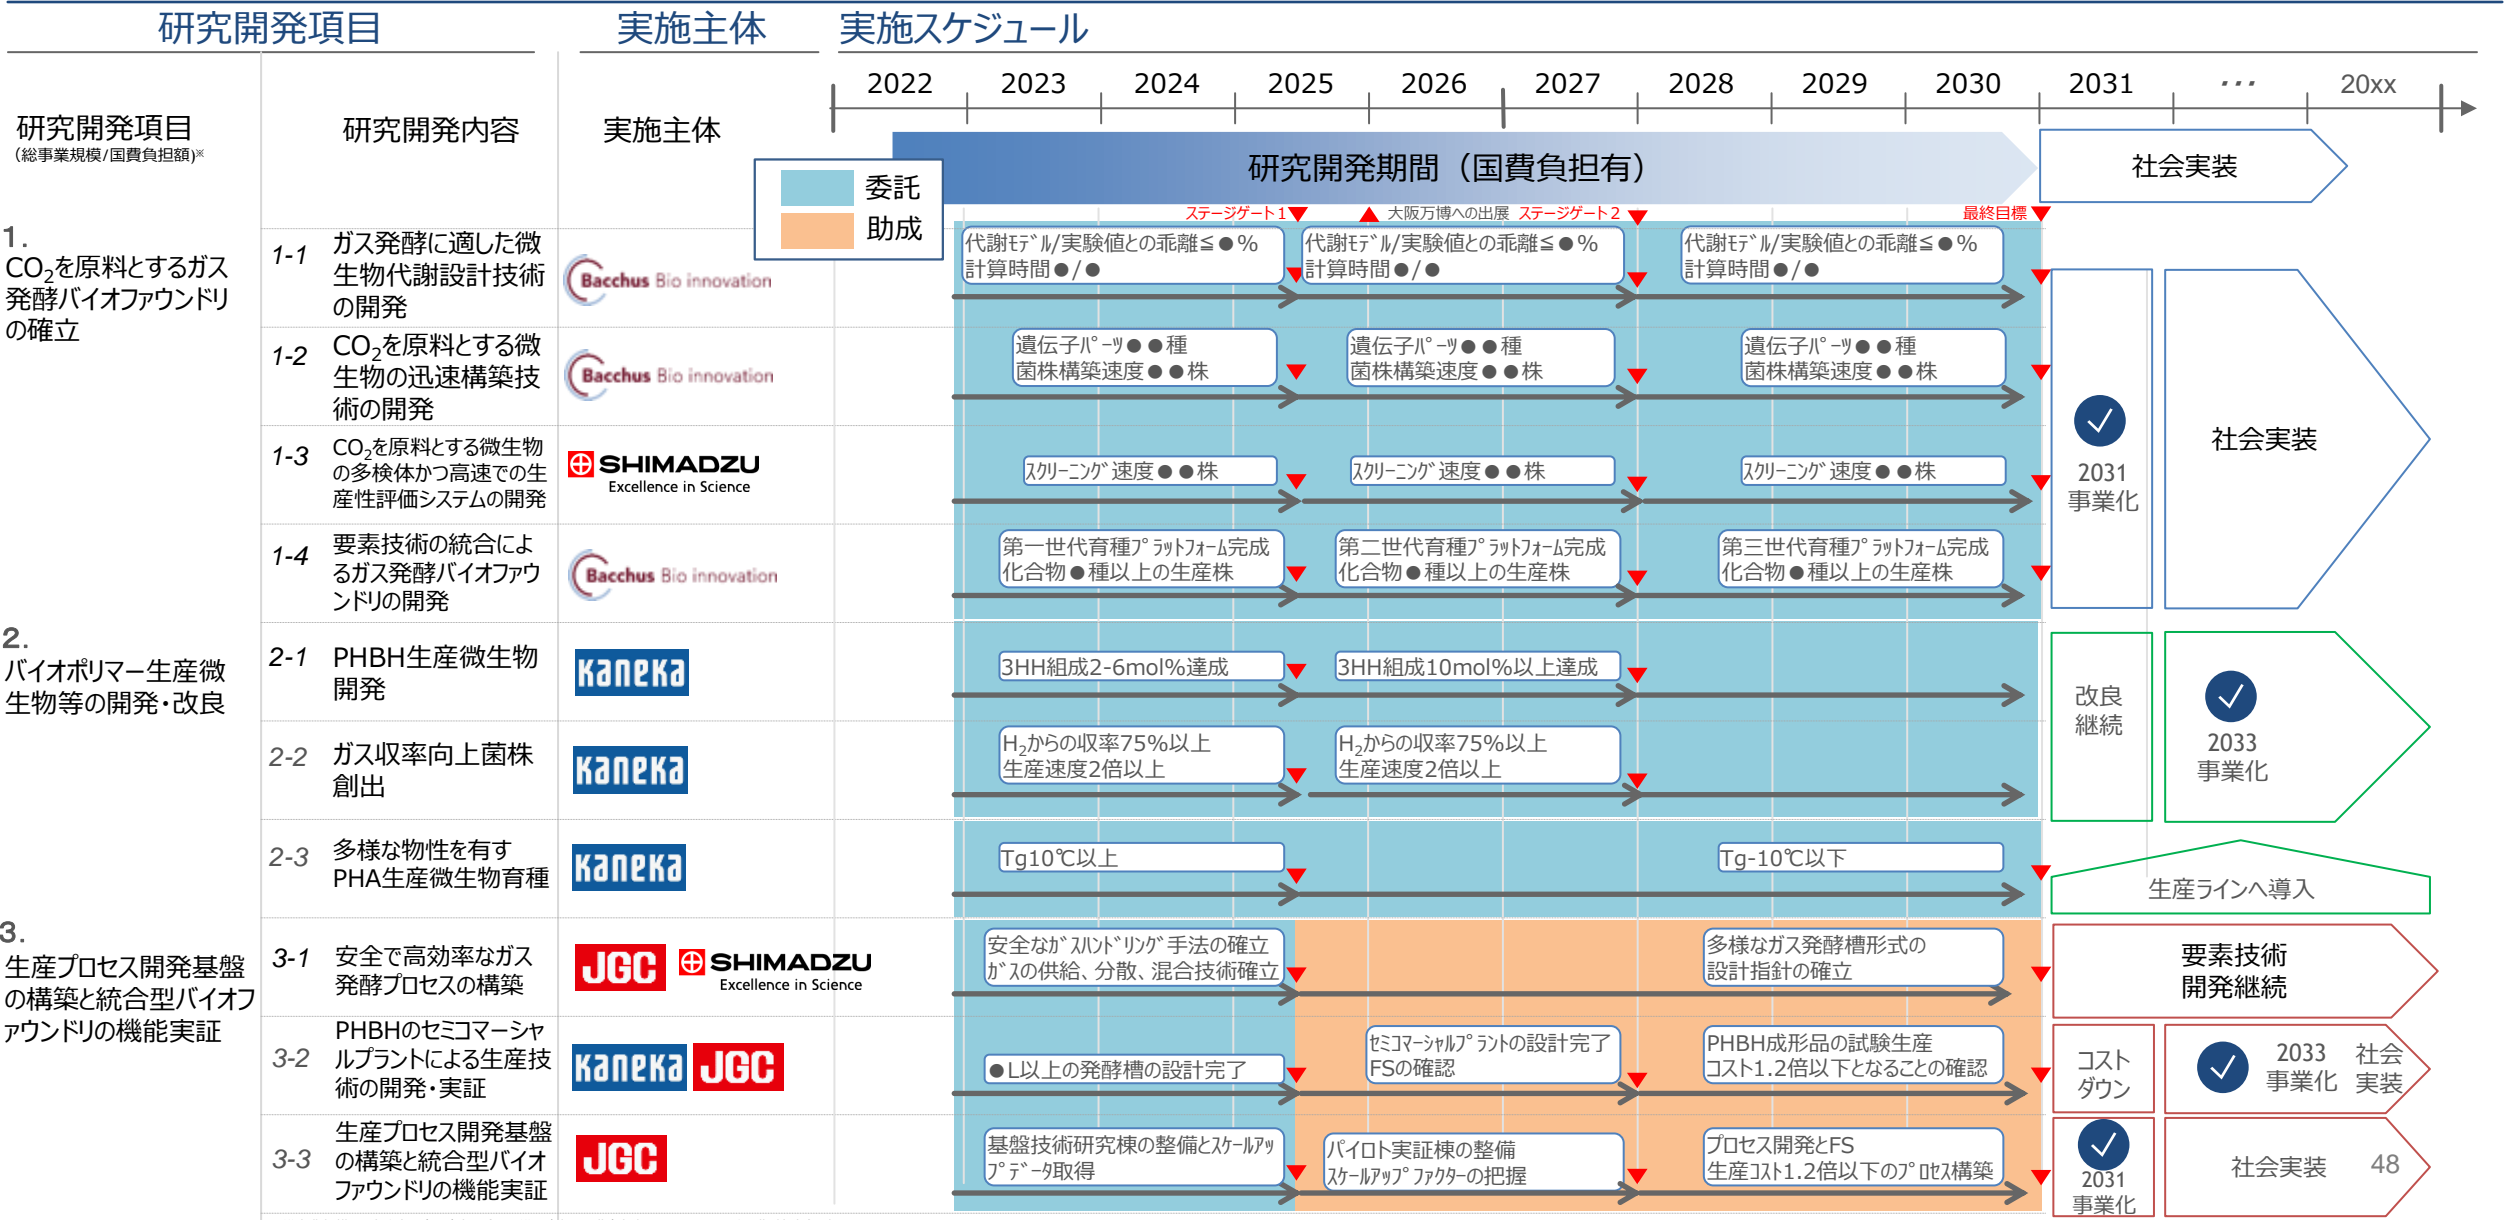 研究開発項目 実施主体 実施スケジュール
2022 2023 2024 2025 2026 2027 2028 2029 2030 2031 ・・・ 20xx
研究開発項目
（総事業規模/国費負担額)※
研究開発内容
実施主体
研究開発期間（国費負担有）
社会実装
委託
助成
ステージゲート1 大阪万博への出展 ステージゲート2 最終目標
1.
CO2を原料とするガス
発酵バイオファウンドリ
の確立
1-1
ガス発酵に適した微
生物代謝設計技術
の開発
Bacchus Bio innovation
代謝ﾓﾃﾞﾙ/実験値との乖離≦●%
計算時間●/●
代謝ﾓﾃﾞﾙ/実験値との乖離≦●%
計算時間●/●
代謝ﾓﾃﾞﾙ/実験値との乖離≦●%
計算時間●/●
1-2
CO2を原料とする微
生物の迅速構築技
術の開発
Bacchus Bio innovation
遺伝子ﾊﾟｰﾂ●●種
菌株構築速度●●株
遺伝子ﾊﾟｰﾂ●●種
菌株構築速度●●株
遺伝子ﾊﾟｰﾂ●●種
菌株構築速度●●株
1-3
CO2を原料とする微生物
の多検体かつ高速での生
産性評価システムの開発
SHIMADZU
Excellence in Science
ｽｸﾘｰﾆﾝｸﾞ速度●●株
ｽｸﾘｰﾆﾝｸﾞ速度●●株
ｽｸﾘｰﾆﾝｸﾞ速度●●株
1-4
要素技術の統合によ
るガス発酵バイオファウ
ンドリの開発
Bacchus Bio innovation
第一世代育種ﾌﾟﾗｯﾄﾌｫｰﾑ完成
化合物●種以上の生産株
第二世代育種ﾌﾟﾗｯﾄﾌｫｰﾑ完成
化合物●種以上の生産株
第三世代育種ﾌﾟﾗｯﾄﾌｫｰﾑ完成
化合物●種以上の生産株
2031
事業化
社会実装
2.
バイオポリマー生産微
生物等の開発・改良
2-1
PHBH生産微生物
開発
kaneka
3HH組成2-6mol%達成
3HH組成10mol%以上達成
2-2
ガス収率向上菌株
創出
kaneka
H2からの収率75%以上
生産速度2倍以上
H2からの収率75%以上
生産速度2倍以上
改良
継続
2033
事業化
2-3
多様な物性を有す
PHA生産微生物育種
kaneka
Tg10℃以上
Tg-10℃以下
生産ラインへ導入
3.
生産プロセス開発基盤
の構築と統合型バイオフ
ァウンドリの機能実証
3-1
安全で高効率なガス
発酵プロセスの構築
JGC
SHIMADZU
Excellence in Science
安全なｶﾞｽﾊﾝﾄﾞﾘﾝｸﾞ手法の確立
ｶﾞｽの供給、分散、混合技術確立
多様なガス発酵槽形式の
設計指針の確立
要素技術
開発継続
3-2
PHBHのセミコマーシャ
ルプラントによる生産技
術の開発・実証
kaneka JGC
●L以上の発酵槽の設計完了
ｾﾐｺﾏｰｼｬﾙﾌﾟﾗﾝﾄの設計完了
FSの確認
PHBH成形品の試験生産
コスト1.2倍以下となることの確認
コスト
ダウン
2033
事業化
社会
実装
3-3
生産プロセス開発基盤
の構築と統合型バイオ
ファウンドリの機能実証
JGC
基盤技術研究棟の整備とｽｹｰﾙｱｯ
ﾌﾟﾃﾞｰﾀ取得
パイロト実証棟の整備
ｽｹｰﾙｱｯﾌﾟﾌｧｸﾀｰの把握
プロセス開発とFS
生産ｺｽﾄ1.2倍以下のﾌﾟﾛｾｽ構築
2031
事業化
社会実装
48